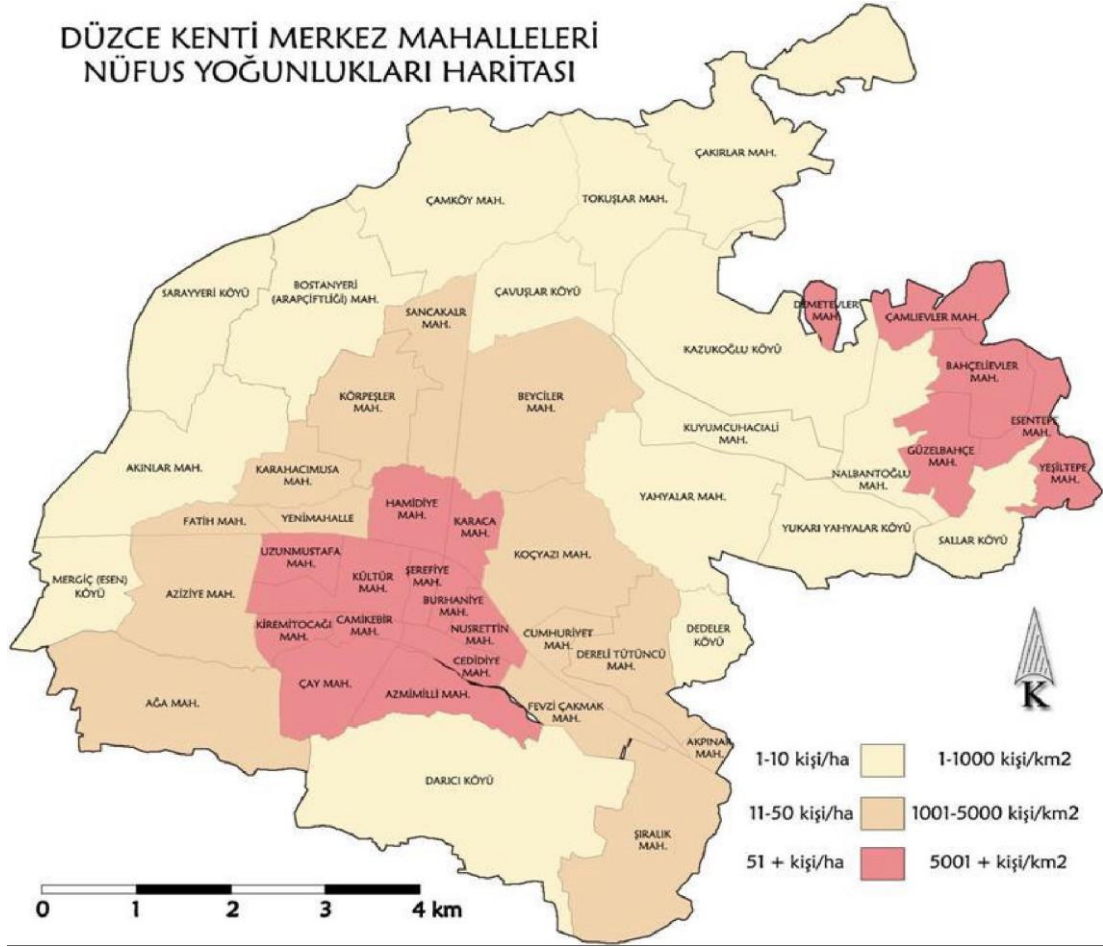 DÜZCE KENTİ MERKEZ MAHALLELERİ
NÜFUS YOĞUNLUKLARI HARİTASI
ÇAKIRLAR MAH.
ÇAMKÖY MAH.
TOKUŞLAR MAH.
SARAYYERİ KÖYÜ
BOSTANYERİ
(ARAPÇİFTLİĞİ) MAH.
ÇAVUŞLAR KÖYÜ
SANCAKALR
MAH.
DEMETEVLER
MAH.
ÇAMLIEVLER MAH.
KAZUKOĞLU KÖYÜ
BAHÇELİEVLER
MAH.
KÖRPEŞLER
MAH.
BEYCİLER
MAH.
KUYUMCUHACIALİ
MAH.
ESENTEPE
MAH.
GÜZELBAHÇE
MAH.
AKINLAR MAH.
KARAHACIMUSA
MAH.
NALBANTOĞLU
MAH.
YEŞİLTEPE
MAH.
HAMİDİYE
MAH.
YAHYALAR MAH.
FATİH MAH.
YENİMAHALLE
KARACA
MAH.
YUKARI YAHYALAR KÖYÜ
SALLAR KÖYÜ
UZUNMUSTAFA
MAH.
KOÇYAZI MAH.
MERGİÇ (ESEN)
KÖYÜ
AZİZİYE MAH.
KÜLTÜR
MAH.
ŞEREFİYE
MAH.
BURHANİYE
MAH.
KİREMİTOCAĞI
MAH.
CAMİKEBİR
MAH.
NUSRETTİN
MAH.
CUMHURİYET
MAH.
DERELİ TÜTÜNCÜ
MAH.
DEDELER
KÖYÜ
CEDİDİYE
MAH.
ÇAY MAH.
AZMİMİLLİ MAH.
AĞA MAH.
FEVZİ ÇAKMAK
MAH.
AKPINAR
MAH.
DARICI KÖYÜ
ŞIRALIK
MAH.
K
1-10 kişi/ha 1-1000 kişi/km2
11-50 kişi/ha 1001-5000 kişi/km2
51 + kişi/ha 5001 + kişi/km2
0 1 2 3 4 km